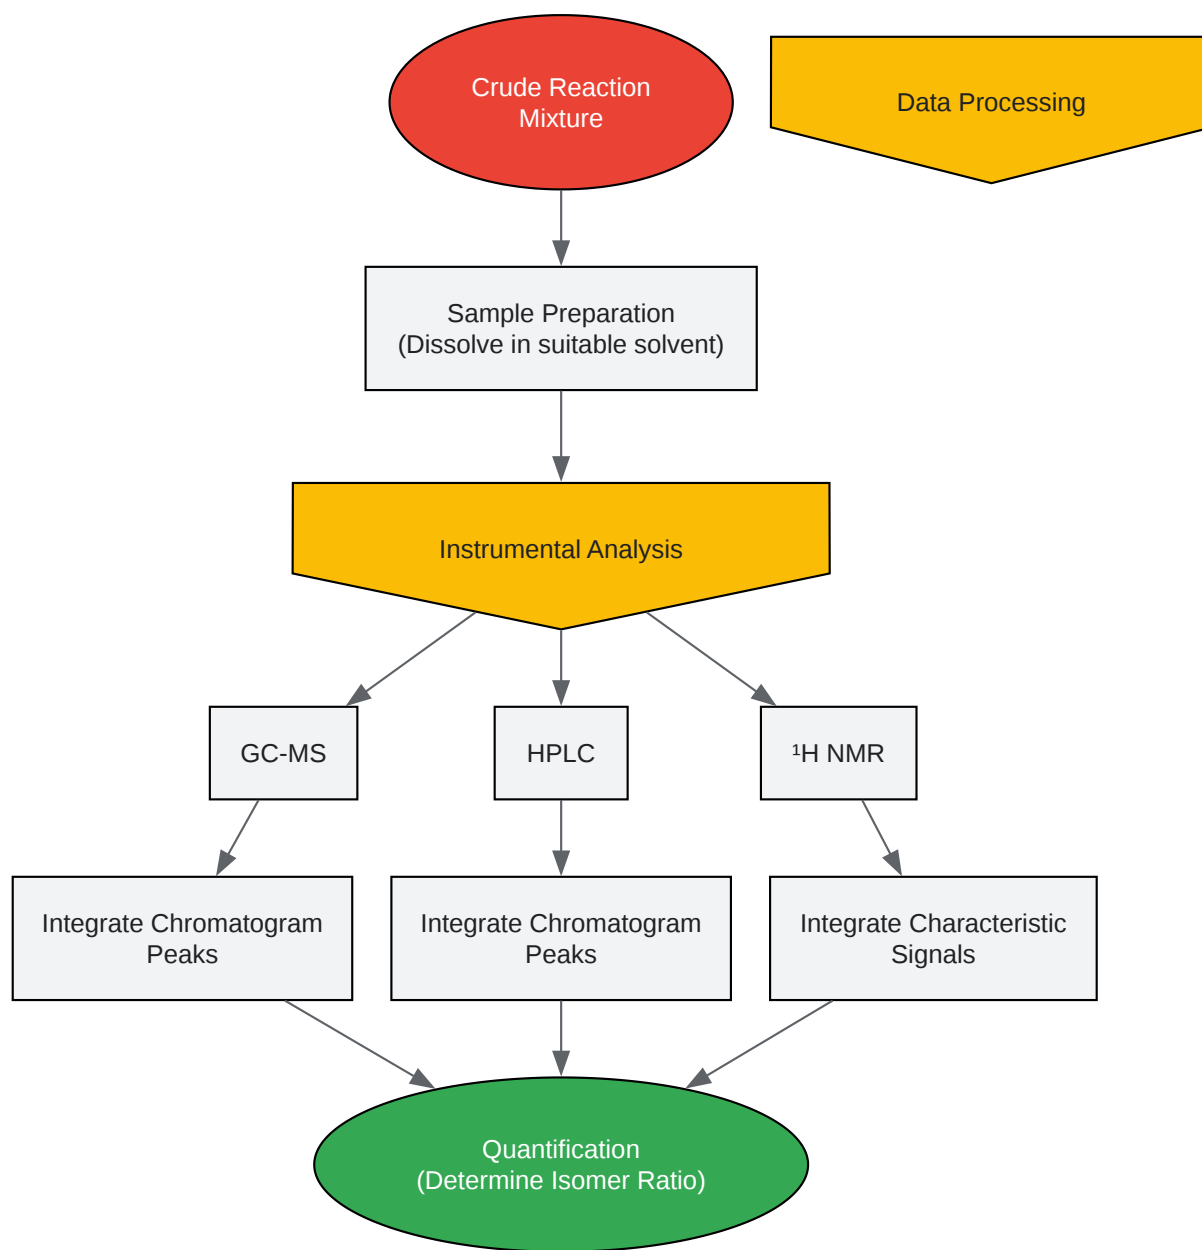 Crude Reaction
Mixture
Data Processing
Sample Preparation
(Dissolve in suitable solvent)
Instrumental Analysis
GC-MS
HPLC
¹H NMR
Integrate Chromatogram
Peaks
Integrate Chromatogram
Peaks
Integrate Characteristic
Signals
Quantification
(Determine Isomer Ratio)